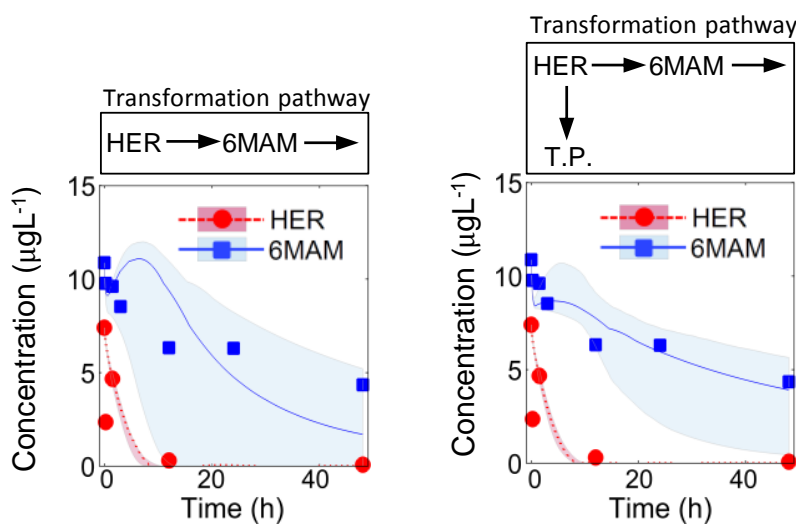 Transformation pathway
HER → 6MAM →
15
10
5
0
Concentration (µgL⁻¹)
HER
6MAM
0 20 40
Time (h)
Transformation pathway
HER → 6MAM →
T.P.
15
10
5
0
Concentration (µgL⁻¹)
HER
6MAM
0 20 40
Time (h)